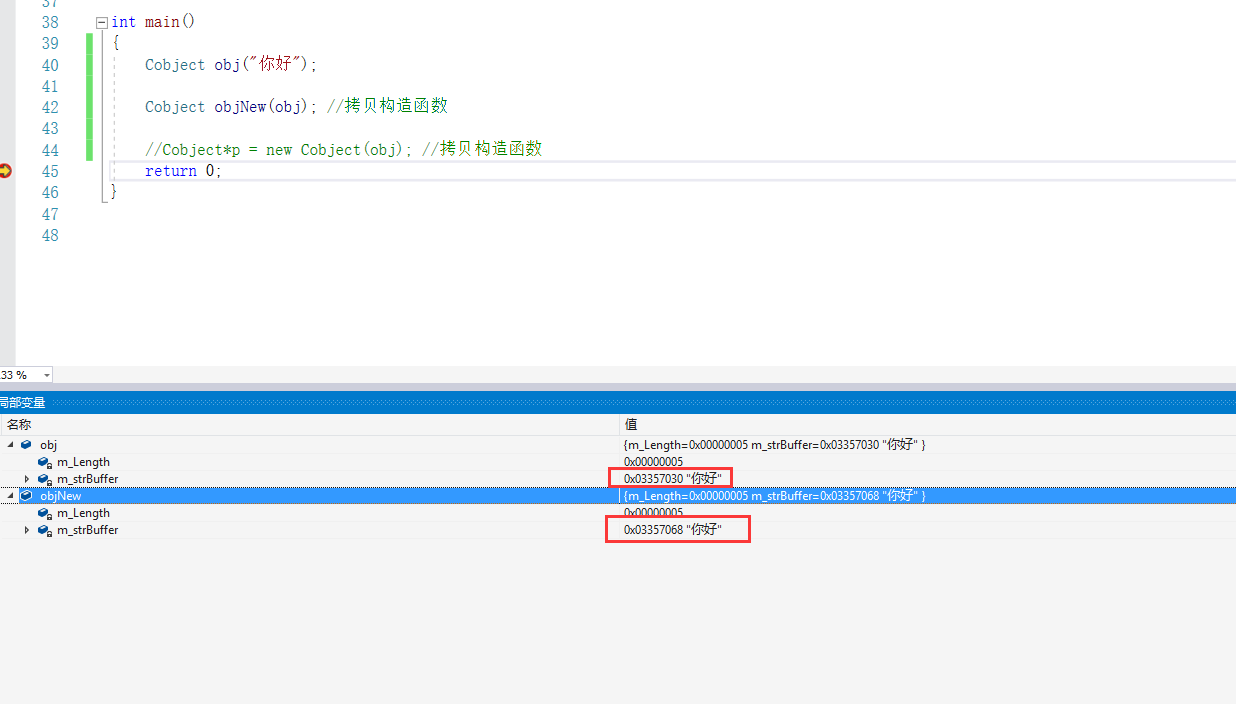 37
38 int main()
39 {
40 Cobject obj("你好");
41
42 Cobject objNew(obj); //拷贝构造函数
43
44 //Cobject*p = new Cobject(obj); //拷贝构造函数
45 return 0;
46 }
47
48
33 %
局部变量
名称 值
obj {m_Length=0x00000005 m_strBuffer=0x03357030 "你好" }
m_Length 0x00000005
m_strBuffer 0x03357030 "你好"
objNew {m_Length=0x00000005 m_strBuffer=0x03357068 "你好" }
m_Length 0x00000005
m_strBuffer 0x03357068 "你好"